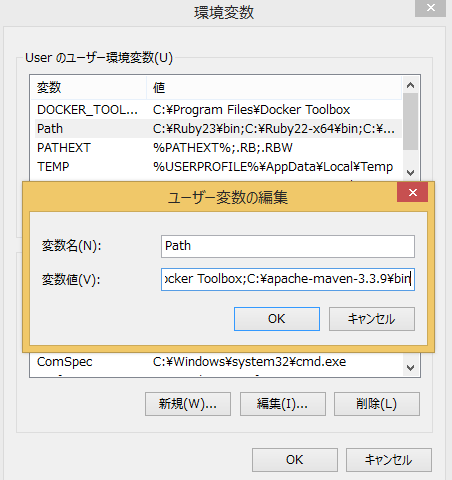 環境変数
User のユーザー環境変数(U)
変数 値
DOCKER_TOOL... C:¥Program Files¥Docker Toolbox
Path C:¥Ruby23¥bin;C:¥Ruby22-x64¥bin;C:¥...
PATHEXT %PATHEXT%;.RB;.RBW
TEMP %USERPROFILE%¥AppData¥Local¥Temp
ユーザー変数の編集
変数名(N): Path
変数値(V): ocker Toolbox;C:¥apache-maven-3.3.9¥bin
OK キャンセル
ComSpec C:¥Windows¥system32¥cmd.exe
新規(W)... 編集(I)... 削除(L)
OK キャンセル